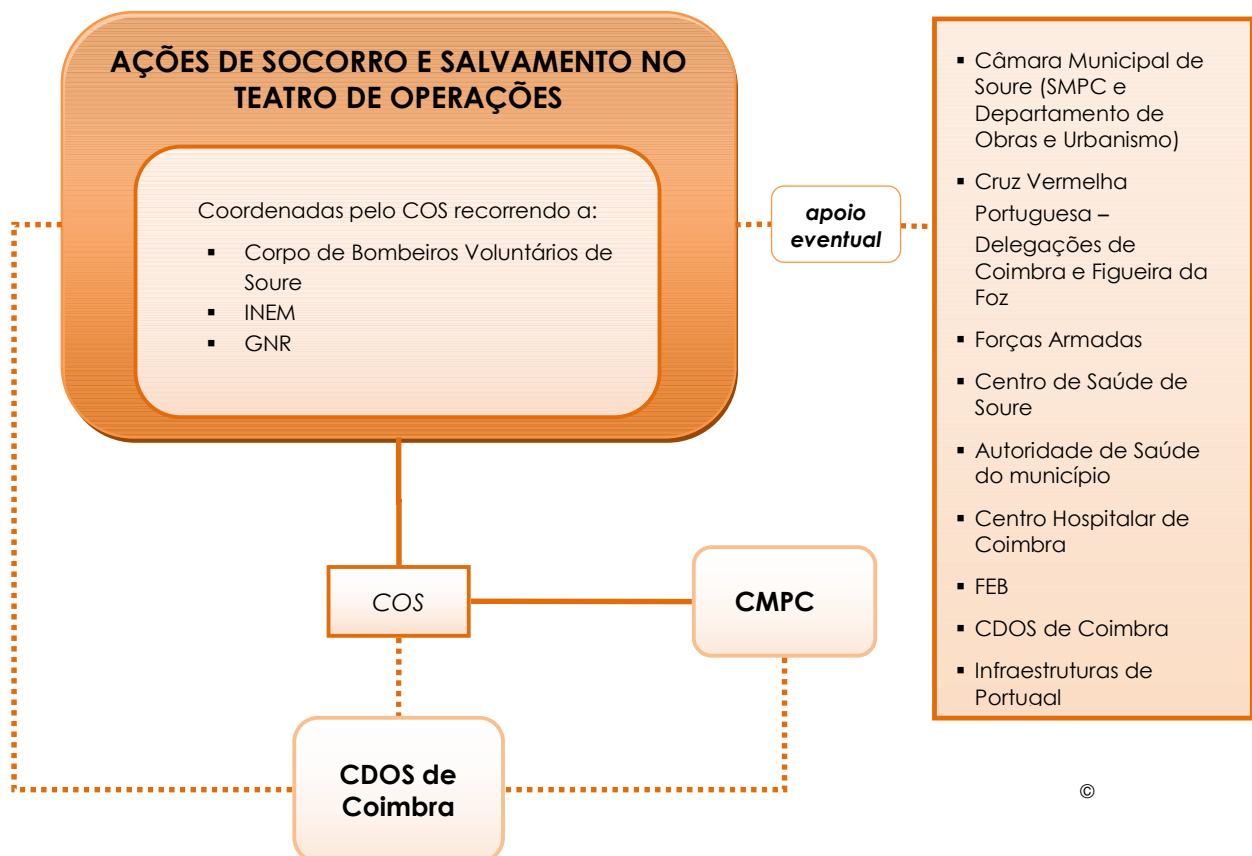 AÇÕES DE SOCORRO E SALVAMENTO NO
TEATRO DE OPERAÇÕES
Coordenadas pelo COS recorrendo a:
▪ Corpo de Bombeiros Voluntários de
Soure
▪ INEM
▪ GNR
apoio
eventual
▪ Câmara Municipal de
Soure (SMPC e
Departamento de
Obras e Urbanismo)
▪ Cruz Vermelha
Portuguesa –
Delegações de
Coimbra e Figueira da
Foz
▪ Forças Armadas
▪ Centro de Saúde de
Soure
▪ Autoridade de Saúde
do município
▪ Centro Hospitalar de
Coimbra
▪ FEB
▪ CDOS de Coimbra
▪ Infraestruturas de
Portugal
COS
CMPC
CDOS de
Coimbra
©